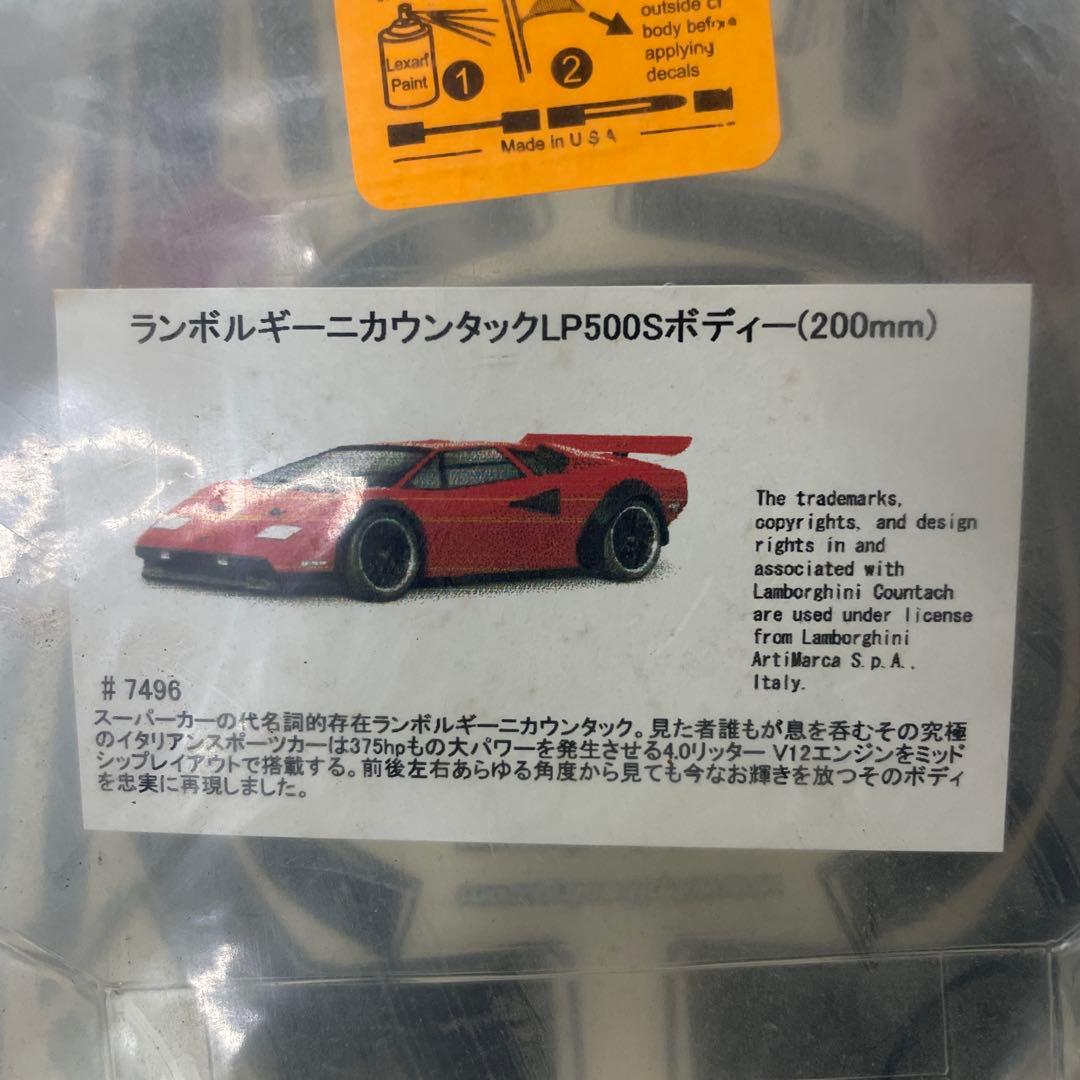 outside of
body before
applying
decals
Lexan
Paint
1
2
Made in U S A
ランボルギーニカウンタックLP500Sボディー(200mm)
The trademarks,
copyrights, and design
rights in and
associated with
Lamborghini Countach
are used under license
from Lamborghini
ArtiMarca S.p.A.,
Italy.
#7496
スーパーカーの代名詞的存在ランボルギーニカウンタック。見た者誰もが息を呑むその究極
のイタリアンスポーツカーは375hpもの大パワーを発生させる4.0リッター V12エンジンをミッド
シップレイアウトで搭載する。前後左右あらゆる角度から見ても今なお輝きを放つそのボディ
を忠実に再現しました。